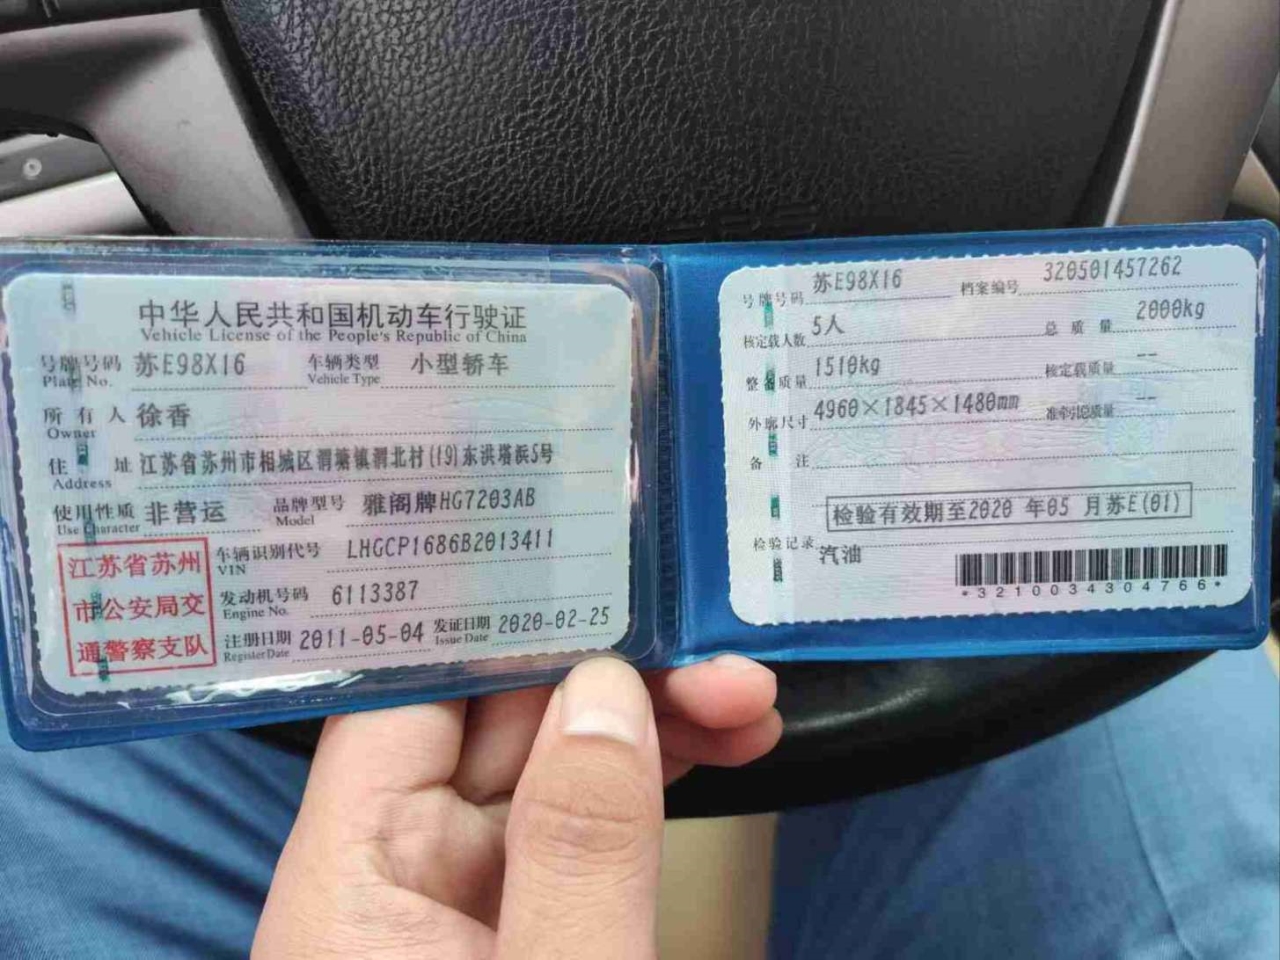 中华人民共和国机动车行驶证
Vehicle License of the People's Republic of China
号牌号码 苏E98X16 车辆类型 小型轿车
Plate No. Vehicle Type
所有人 徐香
Owner
住址 江苏省苏州市相城区渭塘镇渭北村(19)东洪塔浜5号
Address
使用性质 非营运 品牌型号 雅阁牌HG7203AB
Use Character Model
江苏省苏州
市公安局交
通警察支队
车辆识别代号 LHGCP1686B2013411
VIN
发动机号码 6113387
Engine No.
注册日期 2011-05-04 发证日期 2020-02-25
Register Date Issue Date
号牌号码 苏E98X16 档案编号 320501457262
核定载人数 5人 总质量 2000kg
整备质量 1510kg 核定载质量 --
外廓尺寸 4960×1845×1480mm 准牵引总质量 --
备注
检验有效期至2020 年05 月苏E(01)
检验记录
汽油
*3210034304766*